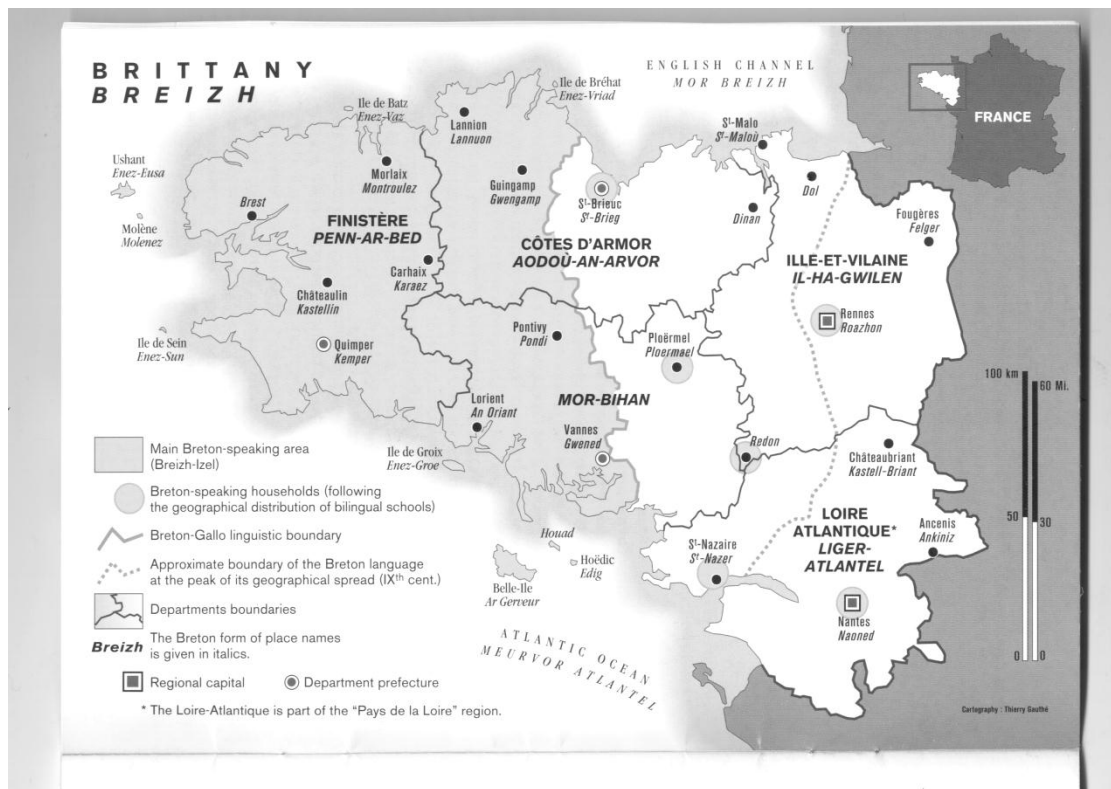 BRITTANY
BREIZH
ENGLISH CHANNEL
MOR BREIZH
FRANCE
Ile de Bréhat
Enez-Vriad
Ile de Batz
Enez-Vaz
Lannion
Lannuon
St-Malo
St-Maloù
Ushant
Enez-Eusa
Morlaix
Montroulez
Guingamp
Gwengamp
Dol
Brest
St-Brieuc
St-Brieg
Dinan
Fougères
Felger
Molène
Molenez
FINISTÈRE
PENN-AR-BED
CÔTES D'ARMOR
AODOÙ-AN-ARVOR
ILLE-ET-VILAINE
IL-HA-GWILEN
Carhaix
Karaez
Châteaulin
Kastellin
Rennes
Roazhon
Ile de Sein
Enez-Sun
Quimper
Kemper
Pontivy
Pondi
Ploërmel
Ploermael
100 km
60 Mi.
Lorient
An Oriant
MOR-BIHAN
Vannes
Gwened
Redon
Châteaubriant
Kastell-Briant
Ile de Groix
Enez-Groe
Main Breton-speaking area
(Breizh-Izel)
Breton-speaking households (following
the geographical distribution of bilingual schools)
Breton-Gallo linguistic boundary
Approximate boundary of the Breton language
at the peak of its geographical spread (IXth cent.)
Departments boundaries
Breizh The Breton form of place names
is given in italics.
Regional capital
Department prefecture
* The Loire-Atlantique is part of the "Pays de la Loire" region.
Houad
Hoëdic
Edig
Belle-Ile
Ar Gerveur
St-Nazaire
St-Nazer
LOIRE
ATLANTIQUE*
LIGER-
ATLANTEL
Ancenis
Ankiniz
50
30
Nantes
Naoned
0
0
ATLANTIC OCEAN
MEURVOR ATLANTEL
Cartography : Thierry Gauthé